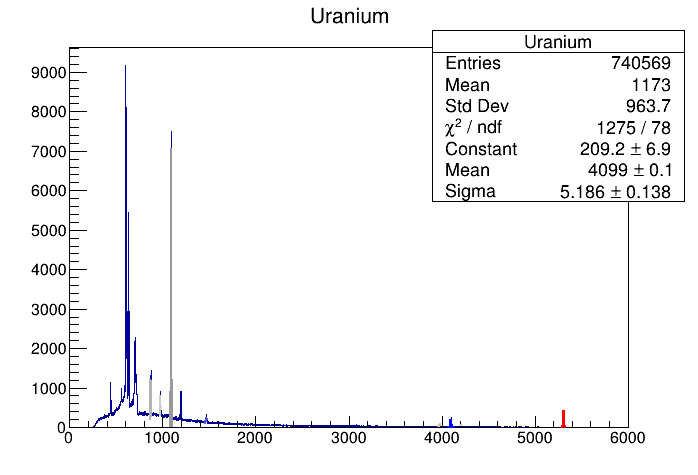 Uranium
Uranium
Entries 740569
Mean 1173
Std Dev 963.7
χ² / ndf 1275 / 78
Constant 209.2 ± 6.9
Mean 4099 ± 0.1
Sigma 5.186 ± 0.138
9000
8000
7000
6000
5000
4000
3000
2000
1000
0
0 1000 2000 3000 4000 5000 6000